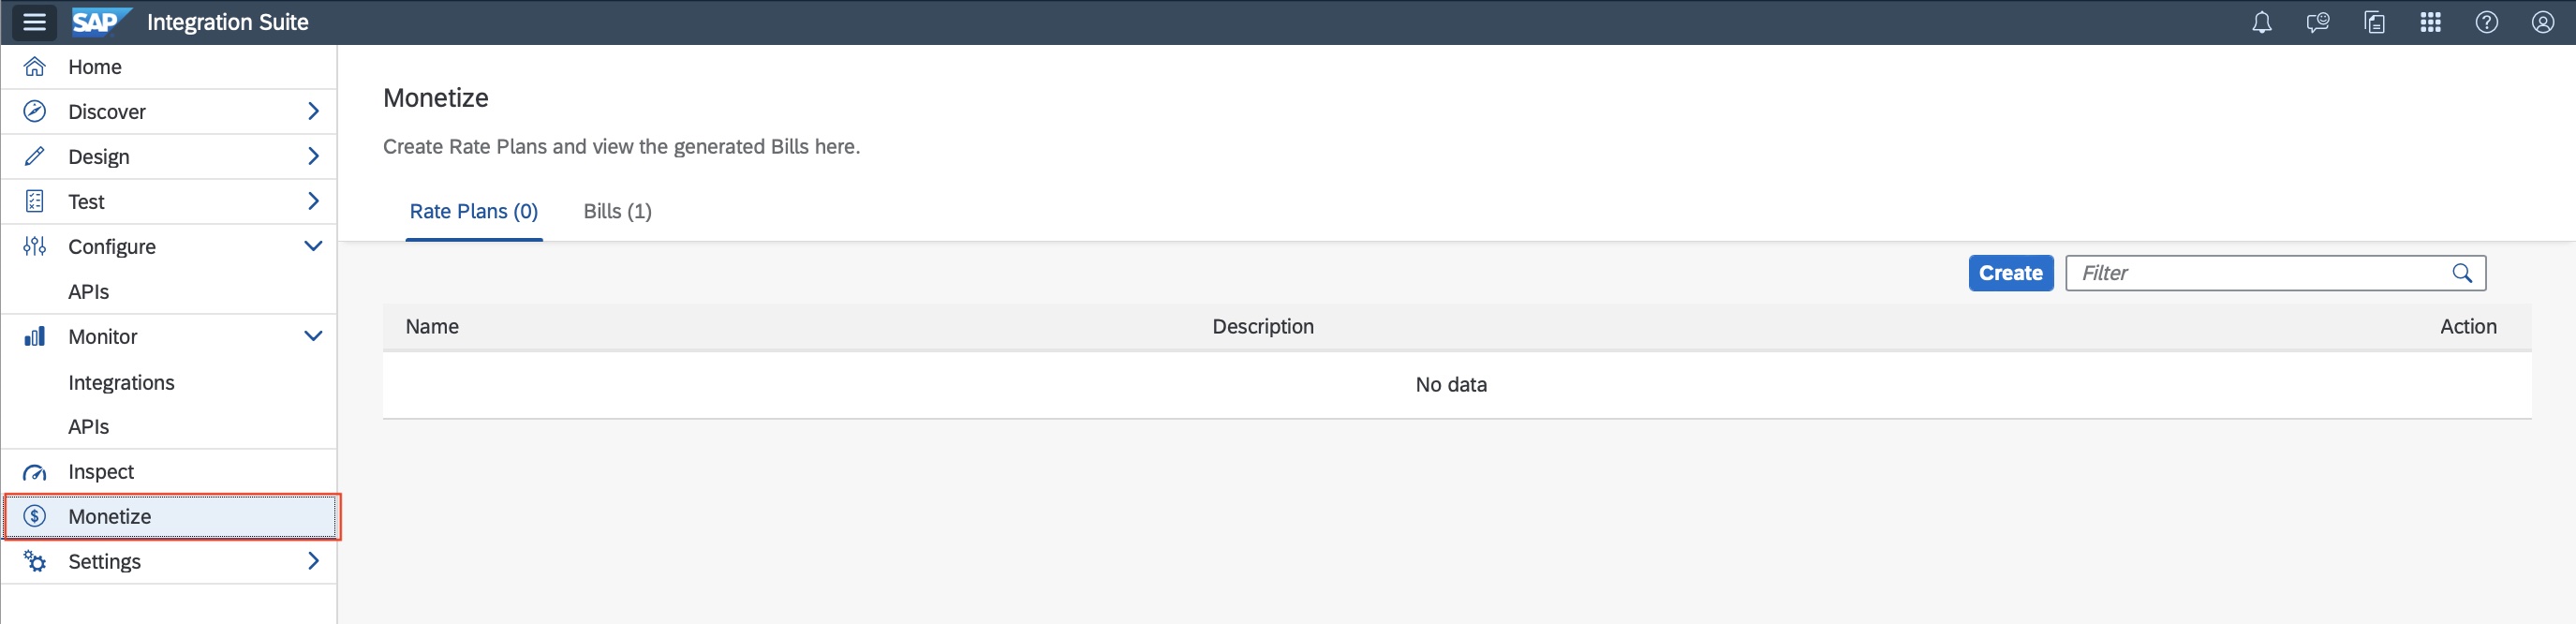 SAP Integration Suite
Home
Discover
Design
Test
Configure
APIs
Monitor
Integrations
APIs
Inspect
$ Monetize
Settings
Monetize
Create Rate Plans and view the generated Bills here.
Rate Plans (0) Bills (1)
Create Filter
Name Description Action
No data